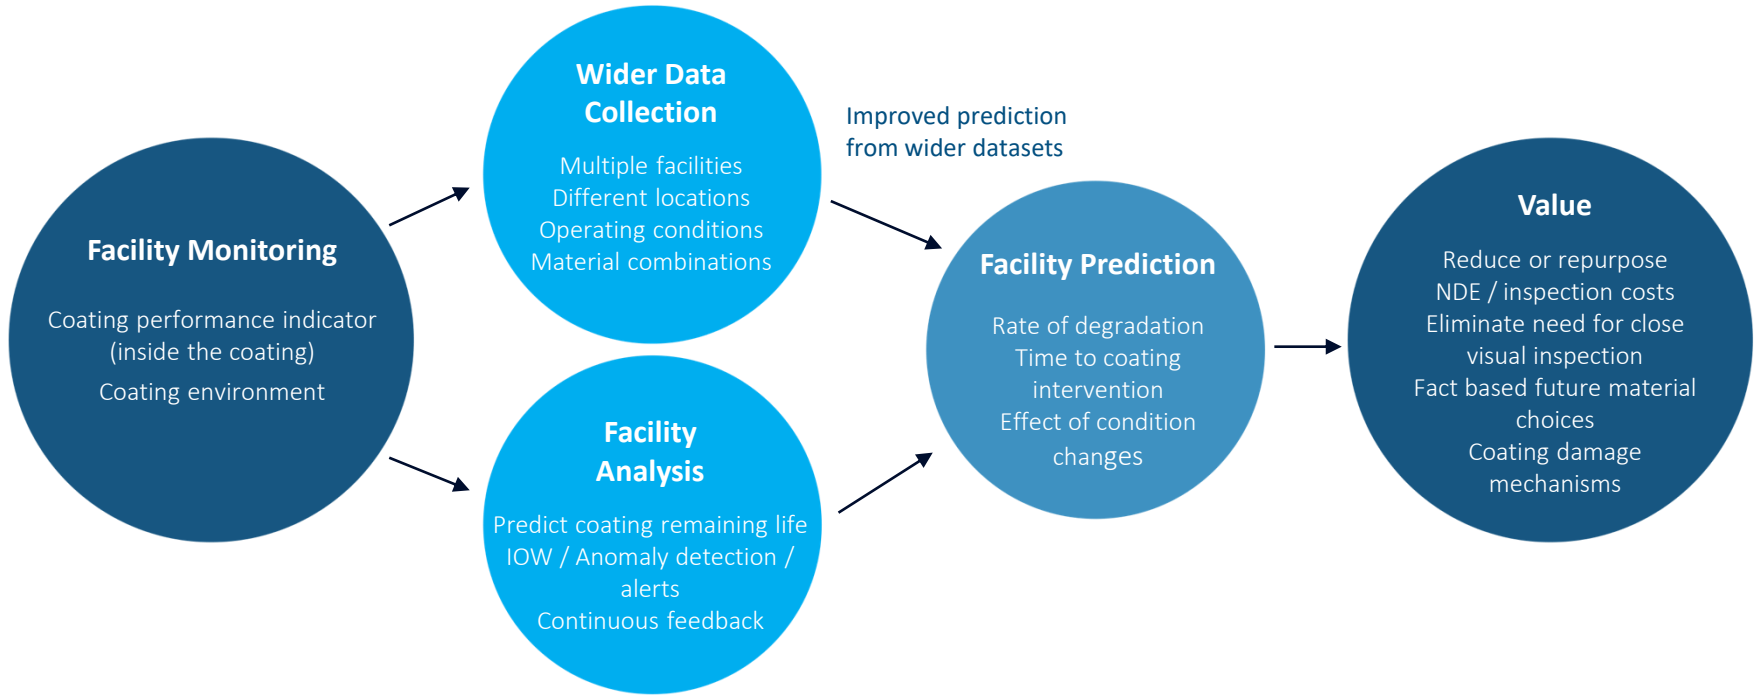 Facility Monitoring
Coating performance indicator
(inside the coating)
Coating environment
Wider Data
Collection
Multiple facilities
Different locations
Operating conditions
Material combinations
Facility
Analysis
Predict coating remaining life
IOW / Anomaly detection /
alerts
Continuous feedback
Improved prediction
from wider datasets
Facility Prediction
Rate of degradation
Time to coating
intervention
Effect of condition
changes
Value
Reduce or repurpose
NDE / inspection costs
Eliminate need for close
visual inspection
Fact based future material
choices
Coating damage
mechanisms